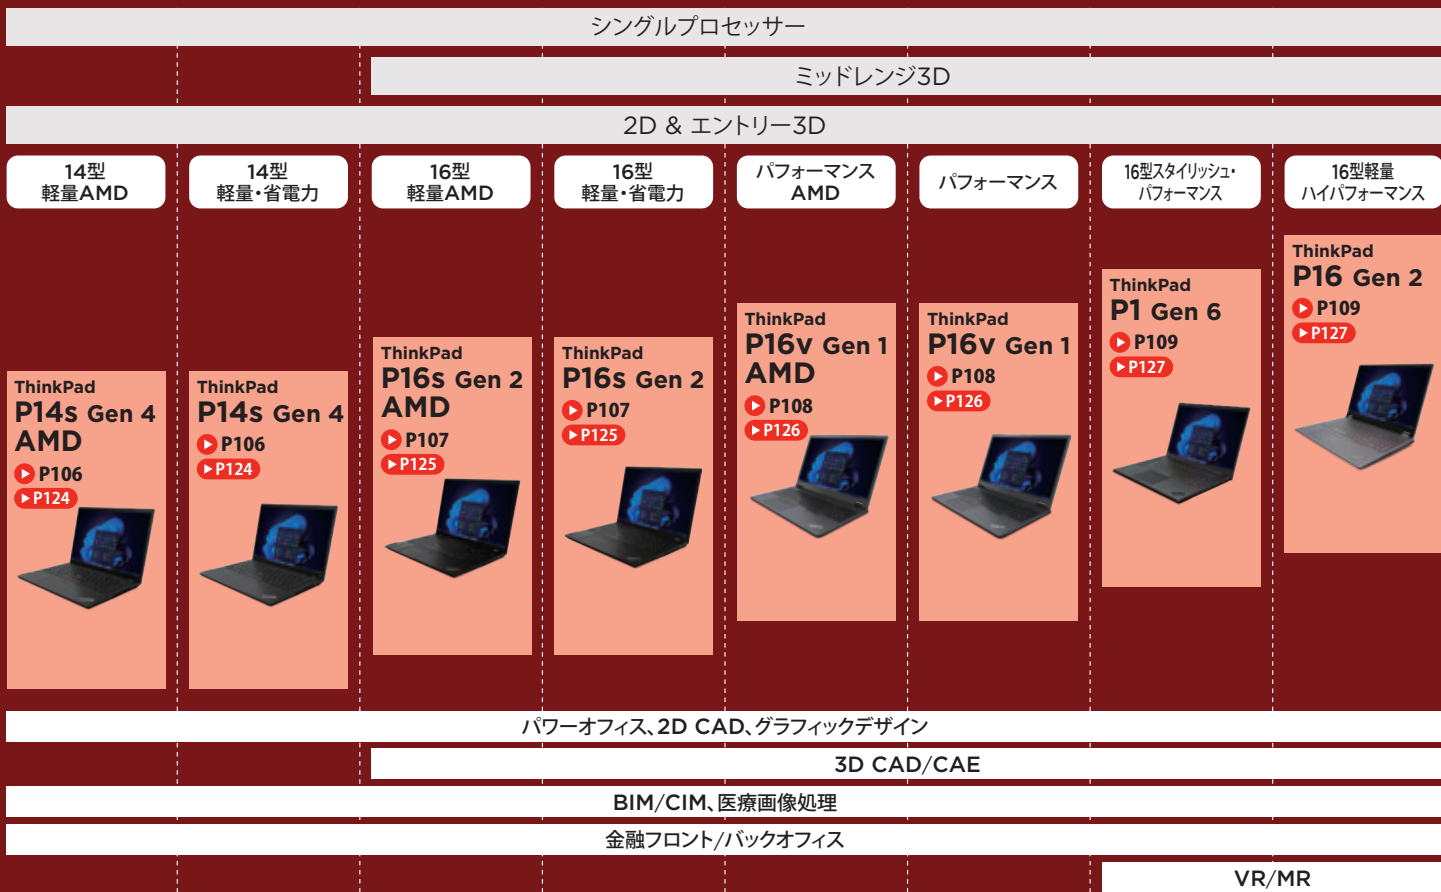 シングルプロセッサー
ミッドレンジ3D
2D & エントリー3D
14型
軽量AMD
14型
軽量・省電力
16型
軽量AMD
16型
軽量・省電力
パフォーマンス
AMD
パフォーマンス
16型スタイリッシュ・
パフォーマンス
16型軽量
ハイパフォーマンス
ThinkPad
P14s Gen 4
AMD
P106
P124
ThinkPad
P14s Gen 4
P106
P124
ThinkPad
P16s Gen 2
AMD
P107
P125
ThinkPad
P16s Gen 2
P107
P125
ThinkPad
P16v Gen 1
AMD
P108
P126
ThinkPad
P16v Gen 1
P108
P126
ThinkPad
P1 Gen 6
P109
P127
ThinkPad
P16 Gen 2
P109
P127
パワーオフィス、2D CAD、グラフィックデザイン
3D CAD/CAE
BIM/CIM、医療画像処理
金融フロント/バックオフィス
VR/MR